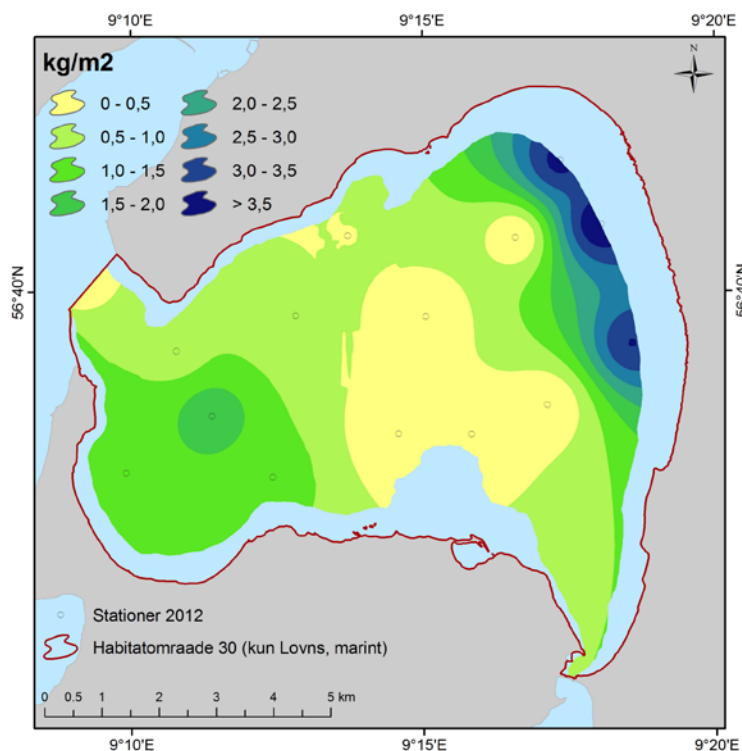 9°10'E 9°15'E 9°20'E
kg/m2
N
0 - 0,5 2,0 - 2,5
0,5 - 1,0 2,5 - 3,0
1,0 - 1,5 3,0 - 3,5
1,5 - 2,0 > 3,5
56°40'N 56°40'N
Stationer 2012
Habitatomraade 30 (kun Lovns, marint)
0 0.5 1 2 3 4 5 km
9°10'E 9°15'E 9°20'E